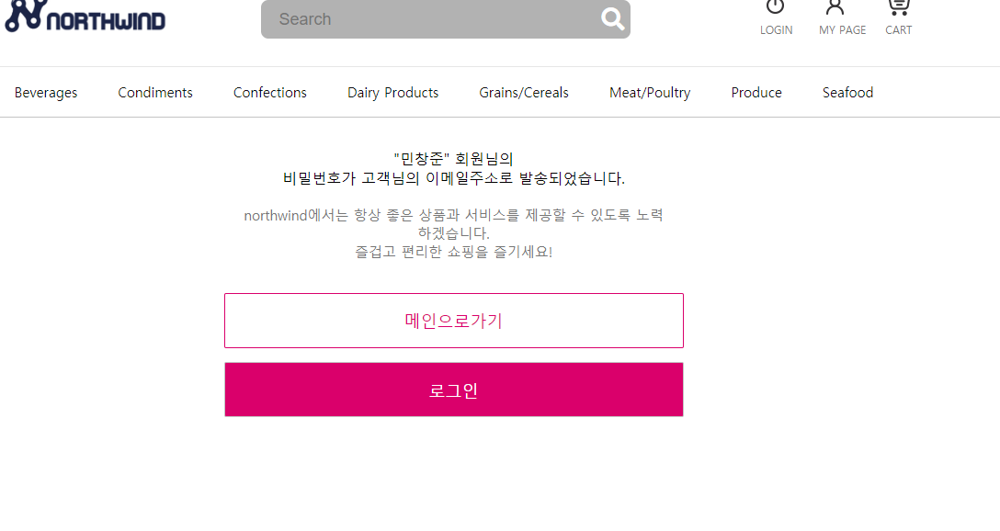 NORTHWIND
Search
LOGIN MY PAGE CART
Beverages Condiments Confections Dairy Products Grains/Cereals Meat/Poultry Produce Seafood
"민창준" 회원님의
비밀번호가 고객님의 이메일주소로 발송되었습니다.
northwind에서는 항상 좋은 상품과 서비스를 제공할 수 있도록 노력
하겠습니다.
즐겁고 편리한 쇼핑을 즐기세요!
메인으로가기
로그인